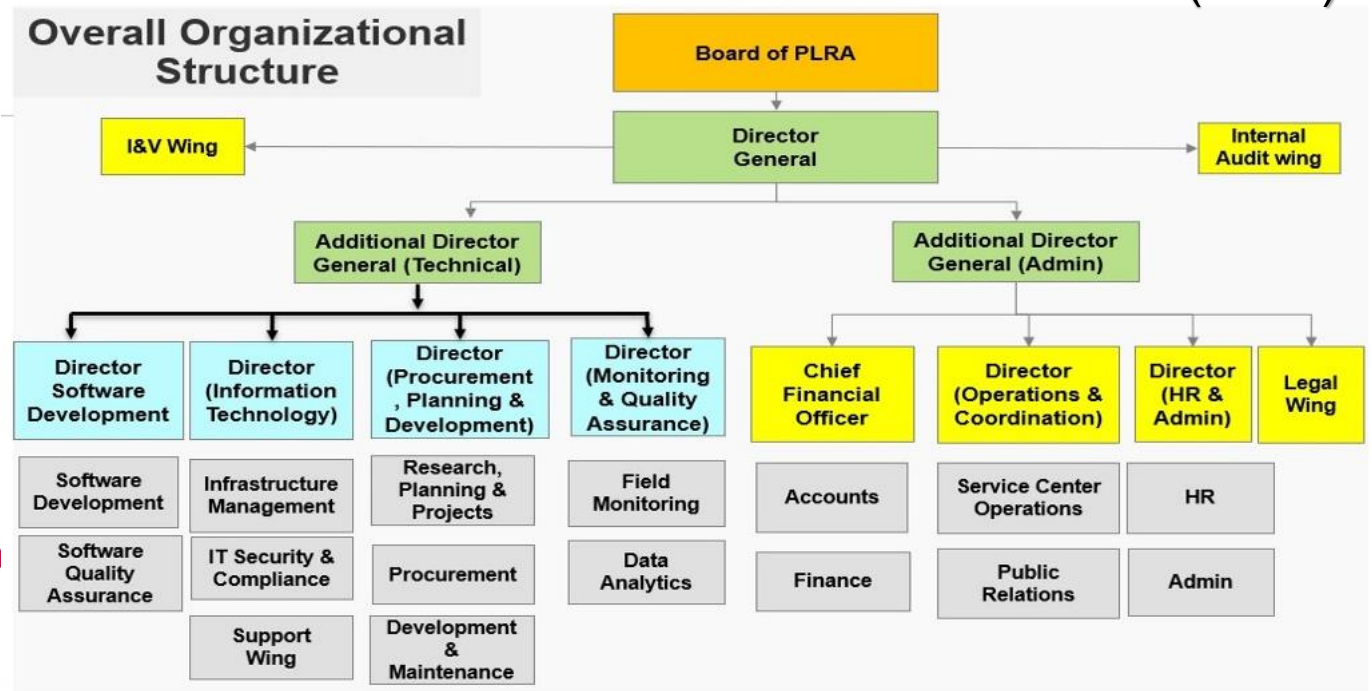 Overall Organizational
Structure
Board of PLRA
I&V Wing
Director
General
Internal
Audit wing
Additional Director
General (Technical)
Additional Director
General (Admin)
Director
Software
Development
Director
(Information
Technology)
Director
(Procurement
, Planning &
Development)
Director
(Monitoring
& Quality
Assurance)
Chief
Financial
Officer
Director
(Operations &
Coordination)
Director
(HR &
Admin)
Legal
Wing
Software
Development
Infrastructure
Management
Research,
Planning &
Projects
Field
Monitoring
Accounts
Service Center
Operations
HR
Software
Quality
Assurance
IT Security &
Compliance
Procurement
Data
Analytics
Finance
Public
Relations
Admin
Support
Wing
Development
&
Maintenance